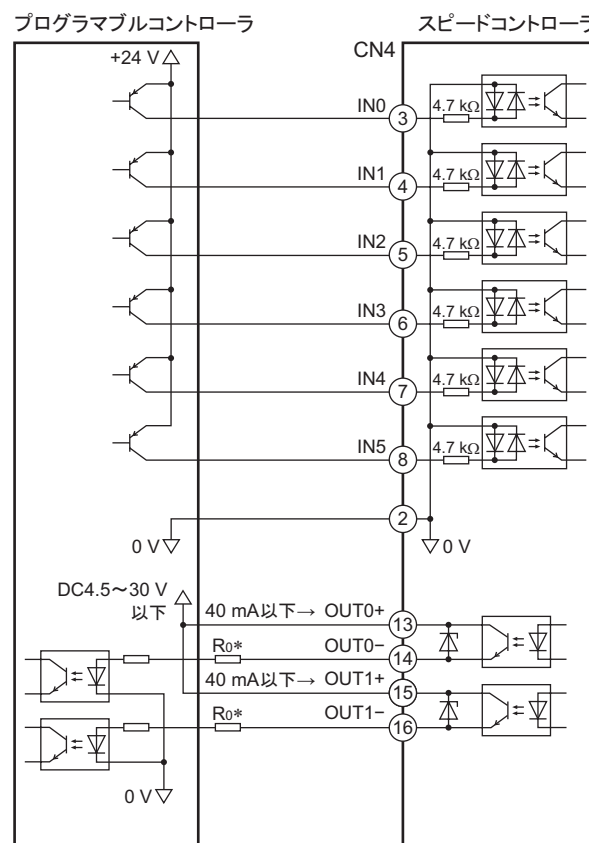 プログラマブルコントローラ
スピードコントローラ
+24 V
CN4
IN0
3
4.7 kΩ
IN1
4
4.7 kΩ
IN2
5
4.7 kΩ
IN3
6
4.7 kΩ
IN4
7
4.7 kΩ
IN5
8
4.7 kΩ
2
0 V
0 V
DC4.5～30 V
以下
40 mA以下→ OUT0+
13
R0*
OUT0−
14
40 mA以下→ OUT1+
15
R0*
OUT1−
16
0 V